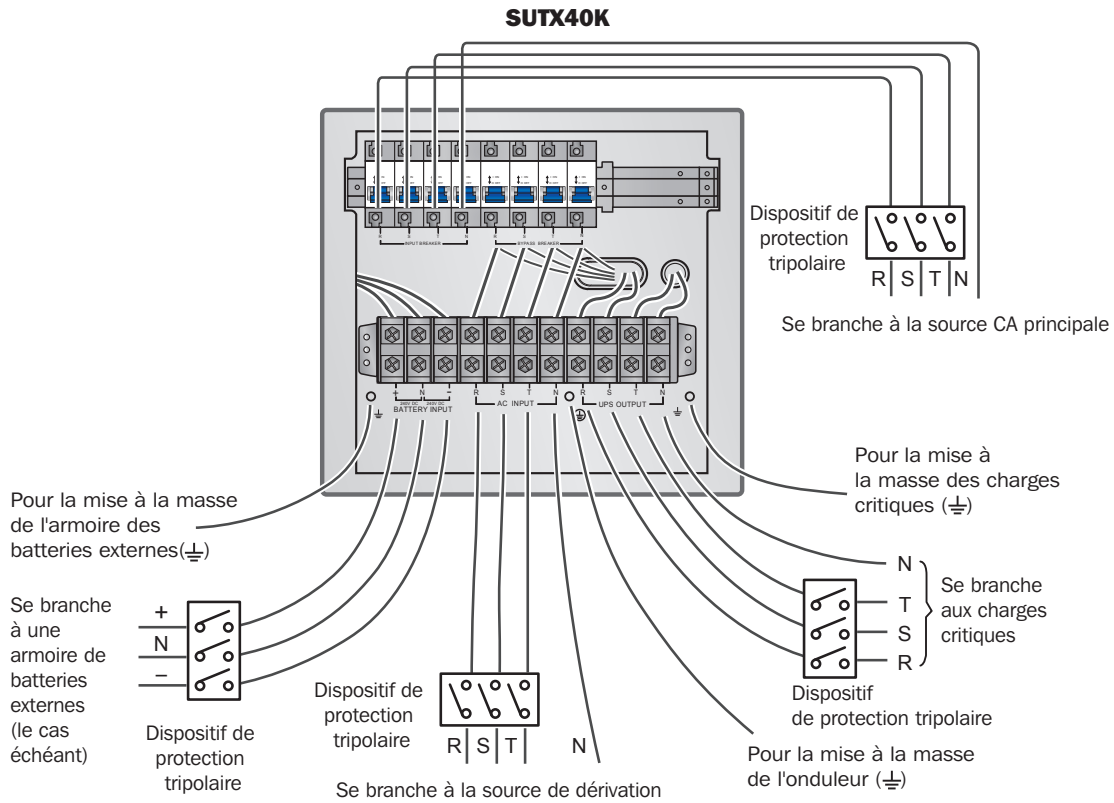 SUTX40K
R S T N R S T R
INPUT BREAKER BYPASS BREAKER
Dispositif de
protection
tripolaire
R S T N
Se branche à la source CA principale
+ N − R S T N R S T N
240V DC 240V DC
BATTERY INPUT AC INPUT UPS OUTPUT
Pour la mise à la masse
de l'armoire des
batteries externes(⏚)
Pour la mise à
la masse des charges
critiques (⏚)
Se branche
à une
armoire de
batteries
externes
(le cas
échéant)
+
N
−
Dispositif de
protection
tripolaire
Dispositif de
protection
tripolaire
R S T N
Se branche à la source de dérivation
N
T
S
R
Se branche
aux charges
critiques
Dispositif
de protection tripolaire
Pour la mise à la masse
de l'onduleur (⏚)